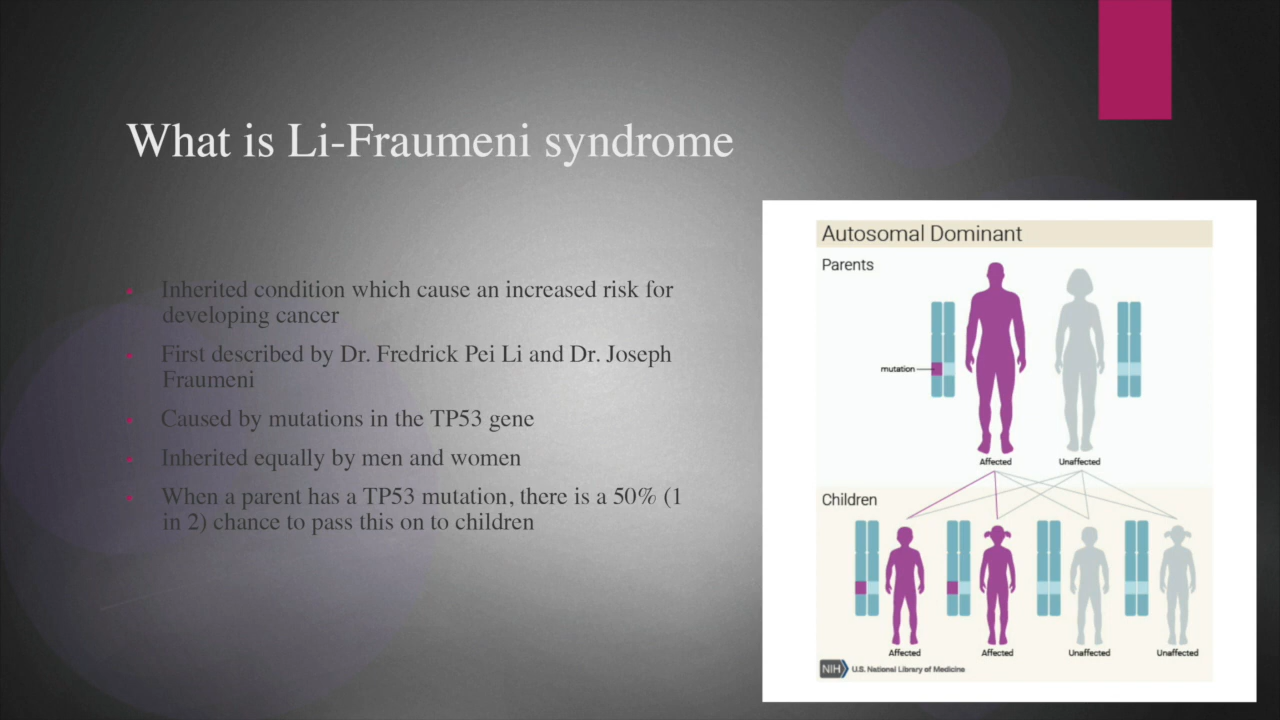 What is Li-Fraumeni syndrome
Inherited condition which cause an increased risk for
developing cancer
First described by Dr. Fredrick Pei Li and Dr. Joseph
Fraumeni
Caused by mutations in the TP53 gene
Inherited equally by men and women
When a parent has a TP53 mutation, there is a 50% (1
in 2) chance to pass this on to children
Autosomal Dominant
Parents
mutation
Affected Unaffected
Children
Affected Affected Unaffected Unaffected
NIH U.S. National Library of Medicine